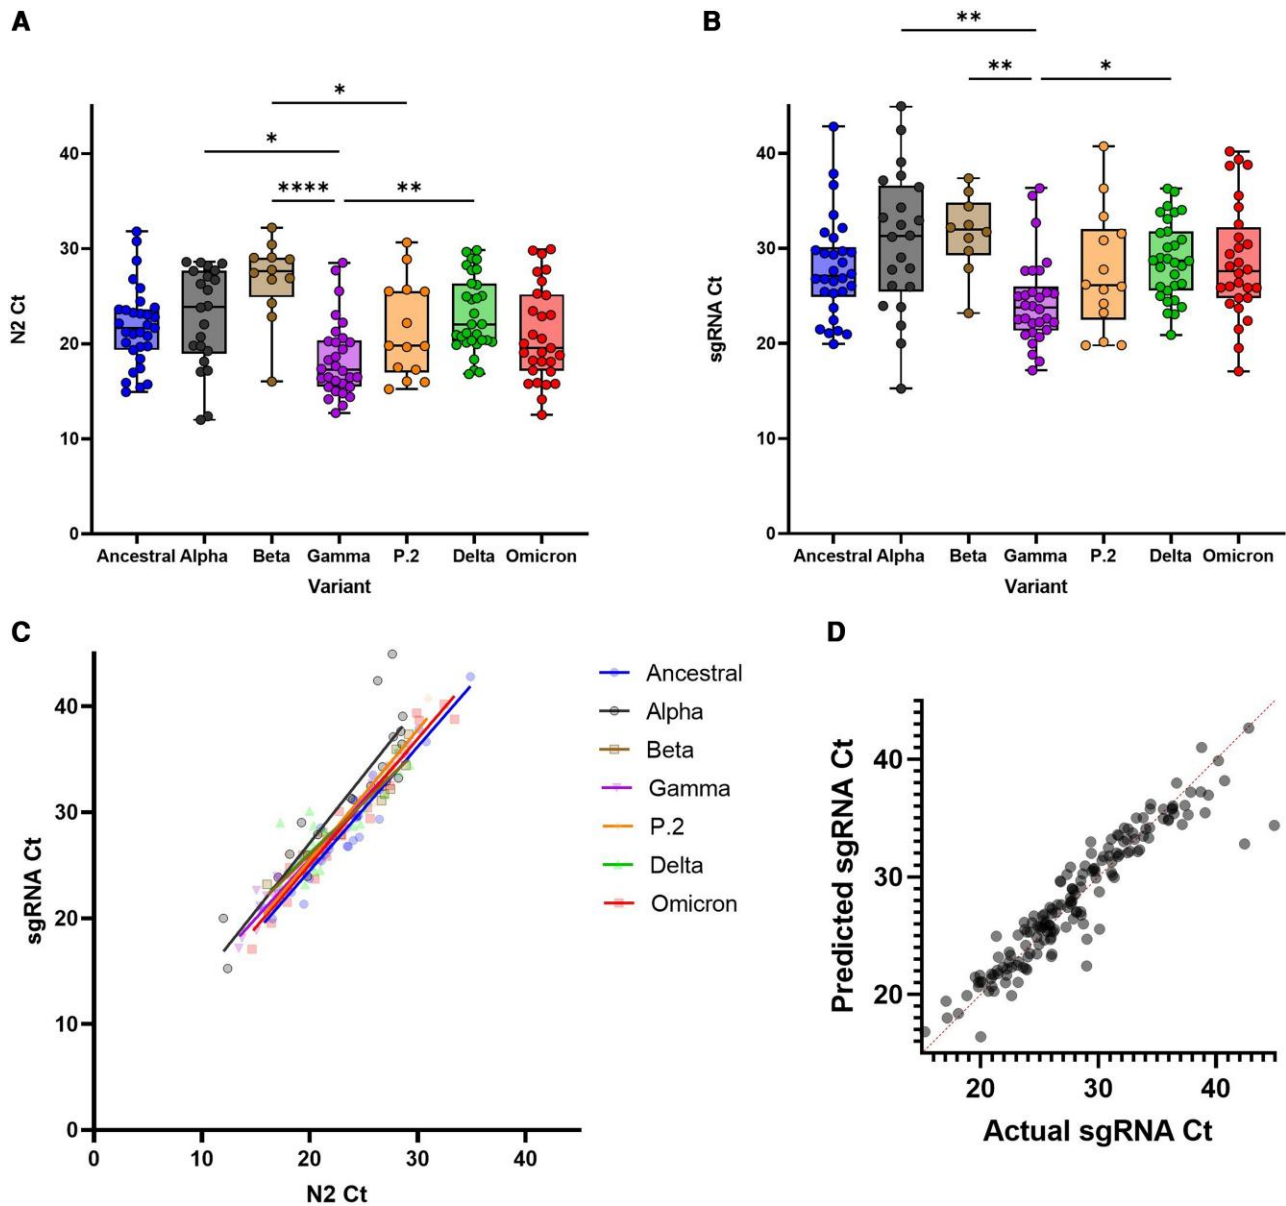 A
B
**
*
** *
*
**** **
40
30
20
10
0
N2 Ct
Ancestral Alpha Beta Gamma P.2 Delta Omicron
Variant
40
30
20
10
0
sgRNA Ct
Ancestral Alpha Beta Gamma P.2 Delta Omicron
Variant
C
40
30
20
10
0
sgRNA Ct
0 10 20 30 40
N2 Ct
Ancestral
Alpha
Beta
Gamma
P.2
Delta
Omicron
D
40
30
20
Predicted sgRNA Ct
20 30 40
Actual sgRNA Ct